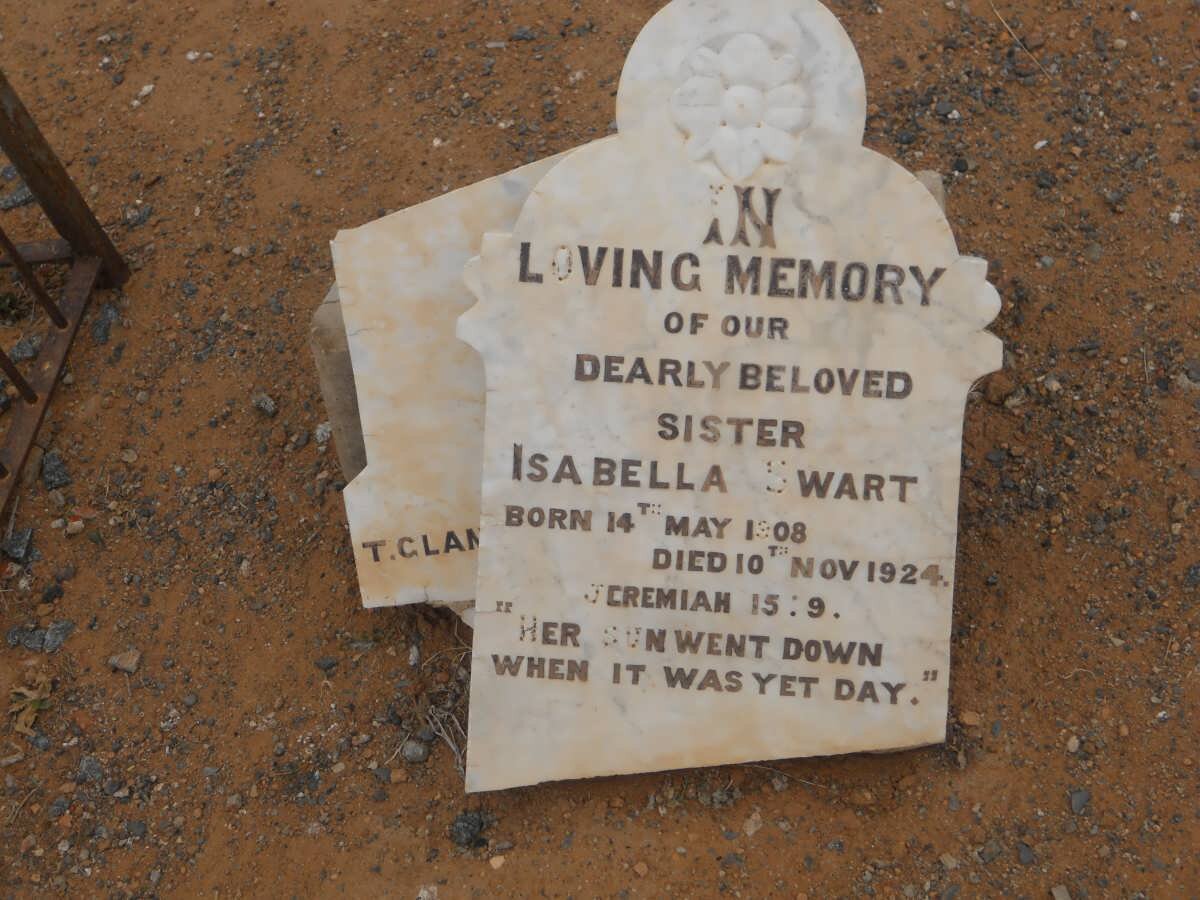 IN
LOVING MEMORY
OF OUR
DEARLY BELOVED
SISTER
ISABELLA SWART
BORN 14TH MAY 1908
DIED 10TH NOV 1924.
JEREMIAH 15:9.
"HER SUN WENT DOWN
WHEN IT WAS YET DAY."